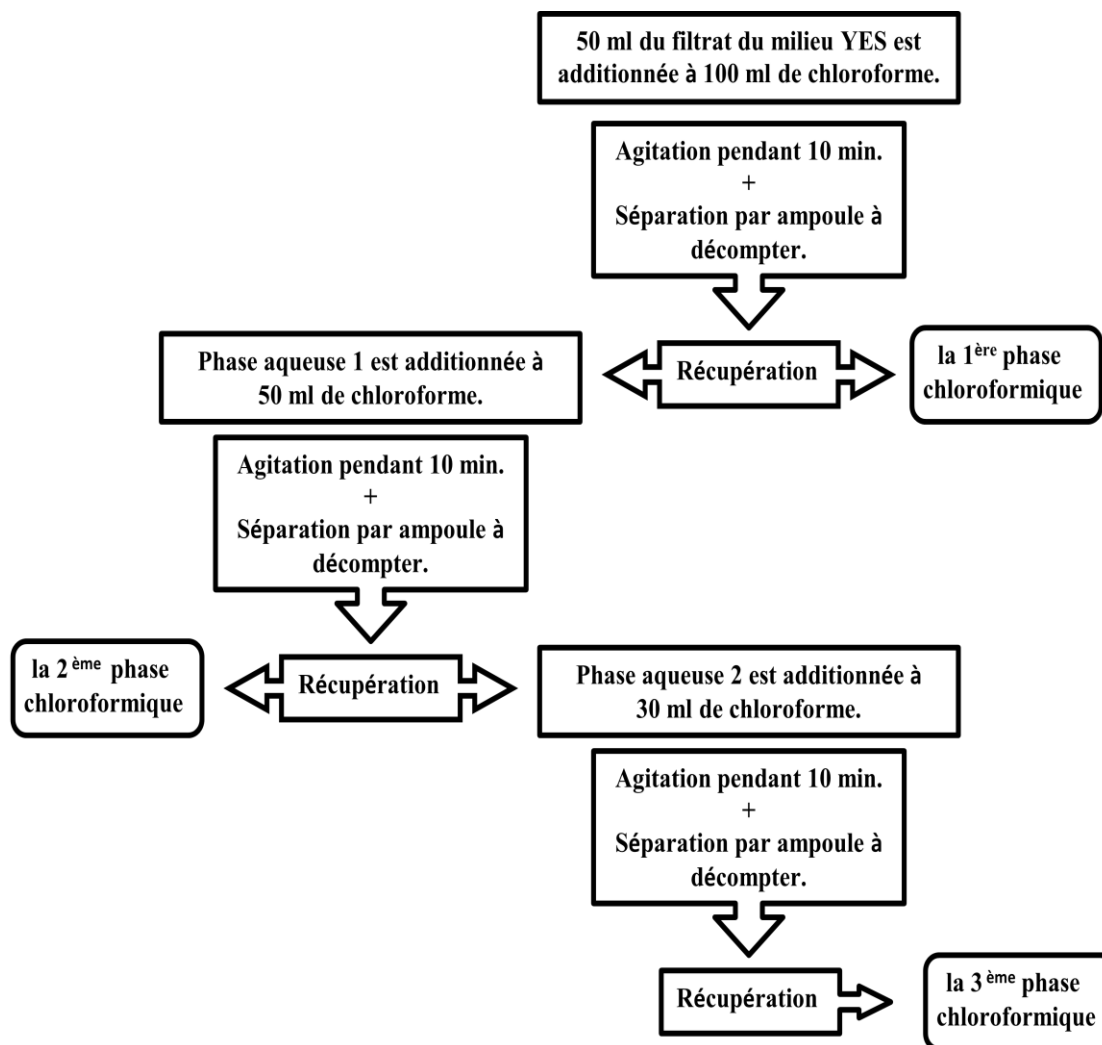 50 ml du filtrat du milieu YES est
additionnée à 100 ml de chloroforme.
Agitation pendant 10 min.
+
Séparation par ampoule à
décompter.
Phase aqueuse 1 est additionnée à
50 ml de chloroforme.
Récupération
la 1ère phase
chloroformique
Agitation pendant 10 min.
+
Séparation par ampoule à
décompter.
la 2ème phase
chloroformique
Récupération
Phase aqueuse 2 est additionnée à
30 ml de chloroforme.
Agitation pendant 10 min.
+
Séparation par ampoule à
décompter.
Récupération
la 3ème phase
chloroformique